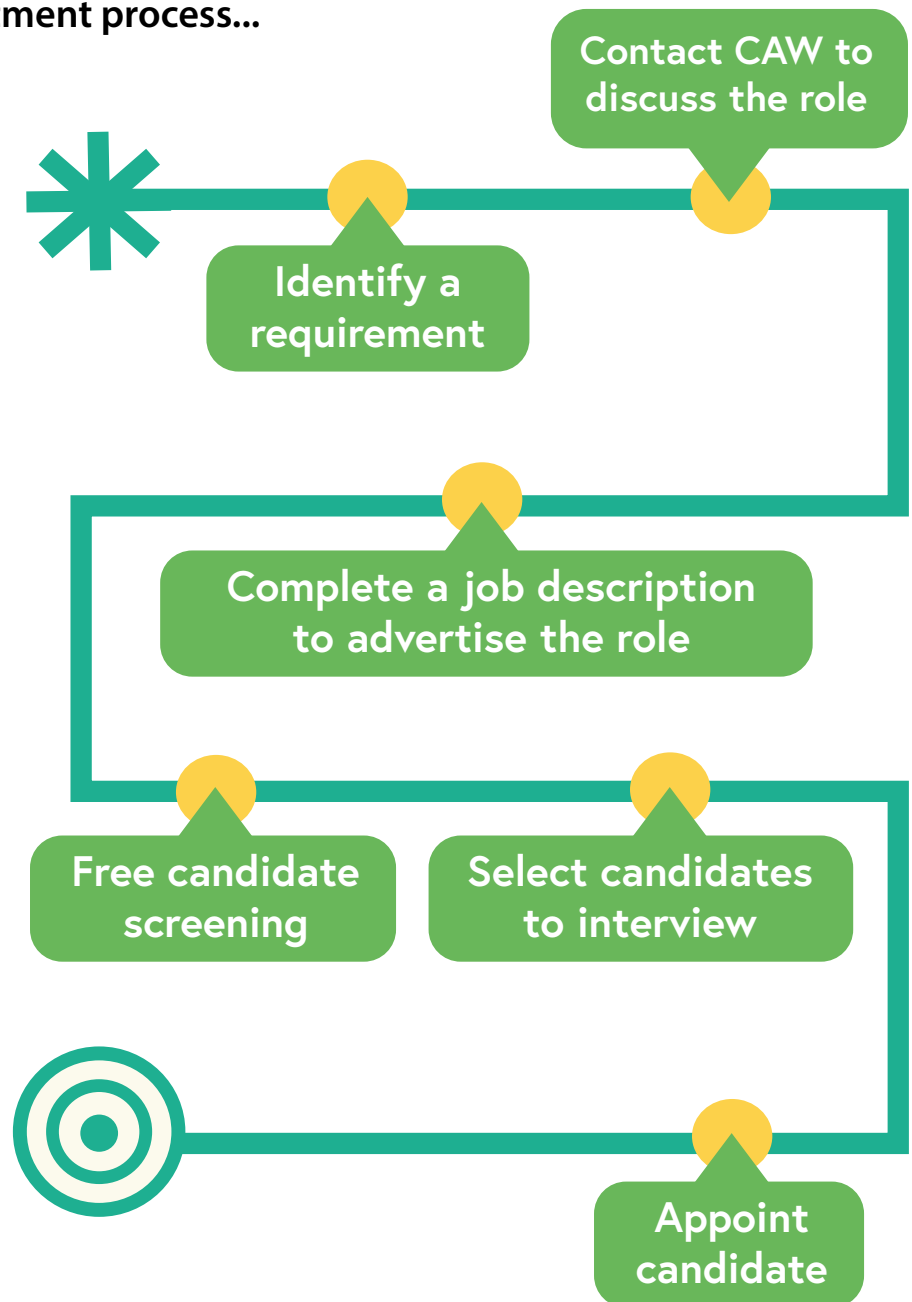 tment process...
Contact CAW to
discuss the role
Identify a
requirement
Complete a job description
to advertise the role
Free candidate
screening
Select candidates
to interview
Appoint
candidate